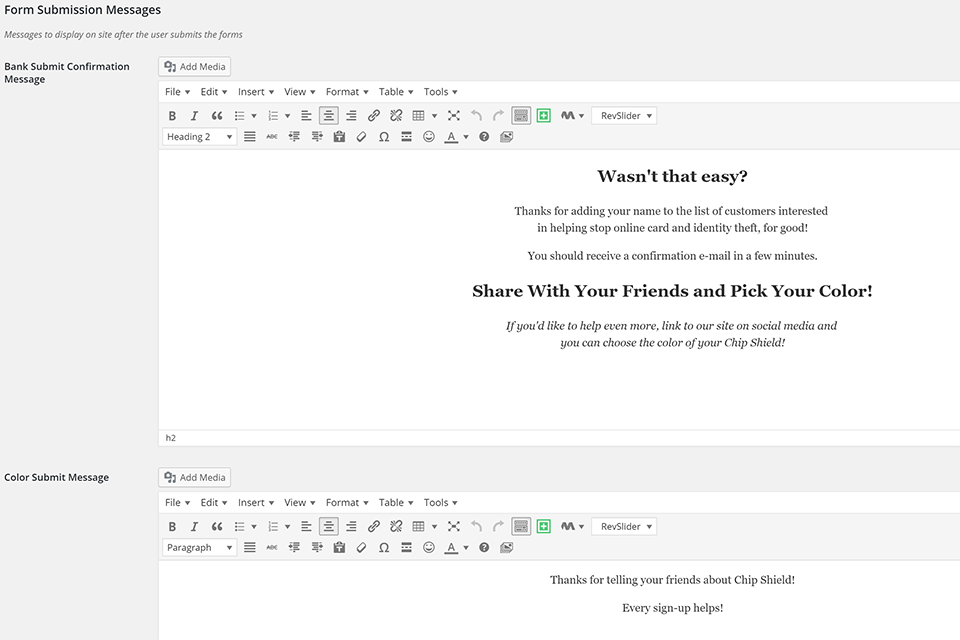 Form Submission Messages
Messages to display on site after the user submits the forms
Bank Submit Confirmation
Message
Add Media
File Edit Insert View Format Table Tools
RevSlider
Heading 2
ABC
Wasn't that easy?
Thanks for adding your name to the list of customers interested
in helping stop online card and identity theft, for good!
You should receive a confirmation e-mail in a few minutes.
Share With Your Friends and Pick Your Color!
If you'd like to help even more, link to our site on social media and
you can choose the color of your Chip Shield!
h2
Color Submit Message
Add Media
File Edit Insert View Format Table Tools
RevSlider
Paragraph
ABC
Thanks for telling your friends about Chip Shield!
Every sign-up helps!